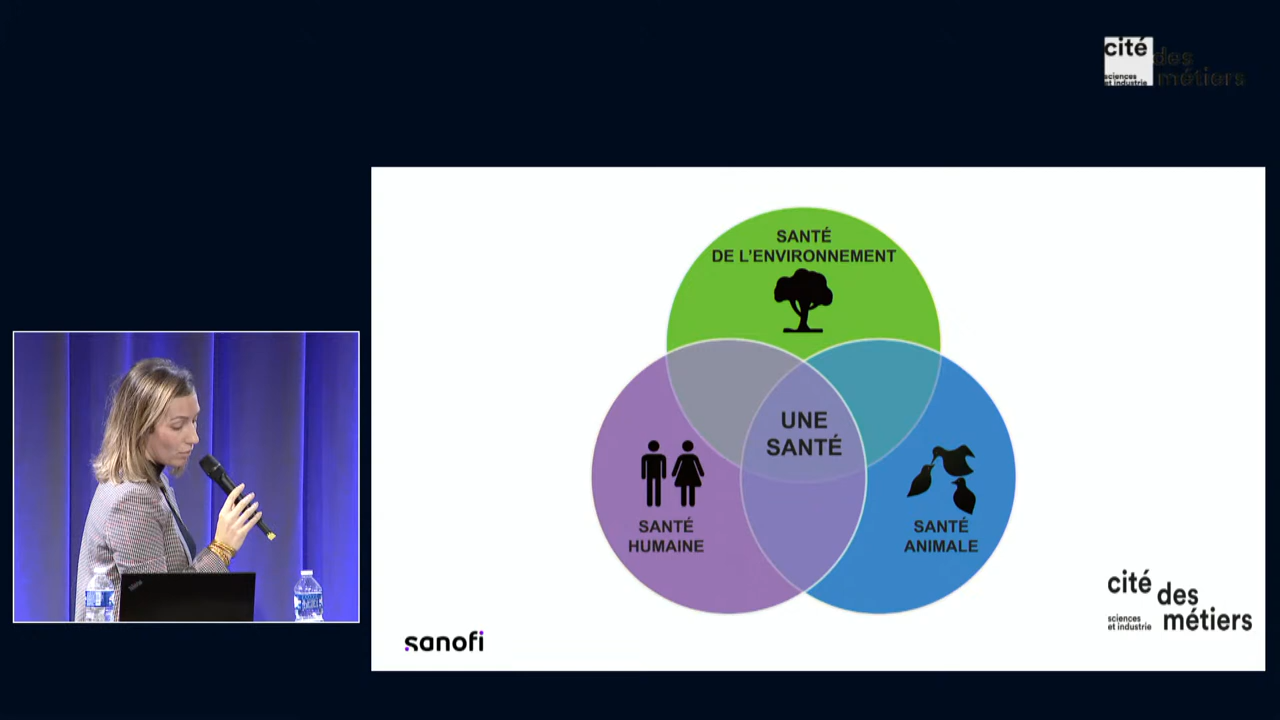 cité
des
sciences
et industrie
métiers
SANTÉ
DE L'ENVIRONNEMENT
UNE
SANTÉ
SANTÉ
HUMAINE
SANTÉ
ANIMALE
sanofi
cité
des
sciences
et industrie
métiers